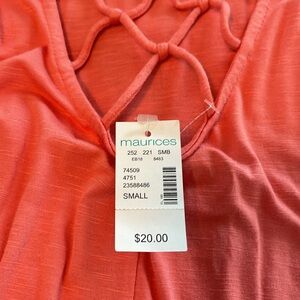 maurices
252 221 SMB
EB18 8463
74509
4751
23588486
SMALL
$20.00